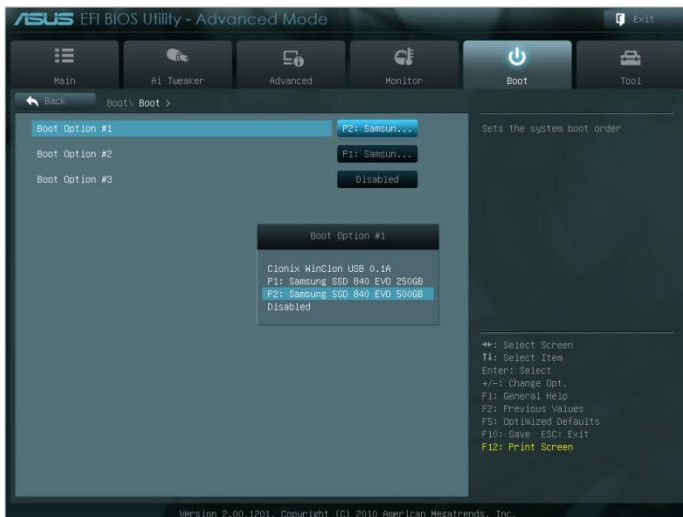 ASUS EFI BIOS Utility - Advanced Mode
Exit
Main
Ai Tweaker
Advanced
Monitor
Boot
Tool
Back
Boot\ Boot >
Boot Option #1
P2: Samsun...
Boot Option #2
P1: Samsun...
Boot Option #3
Disabled
Sets the system boot order
Boot Option #1
Clonix WinClon USB 0.1A
P1: Samsung SSD 840 EVO 250GB
P2: Samsung SSD 840 EVO 500GB
Disabled
→←: Select Screen
↑↓: Select Item
Enter: Select
+/-: Change Opt.
F1: General Help
F2: Previous Values
F5: Optimized Defaults
F10: Save ESC: Exit
F12: Print Screen
Version 2.00.1201. Copyright (C) 2010 American Megatrends, Inc.